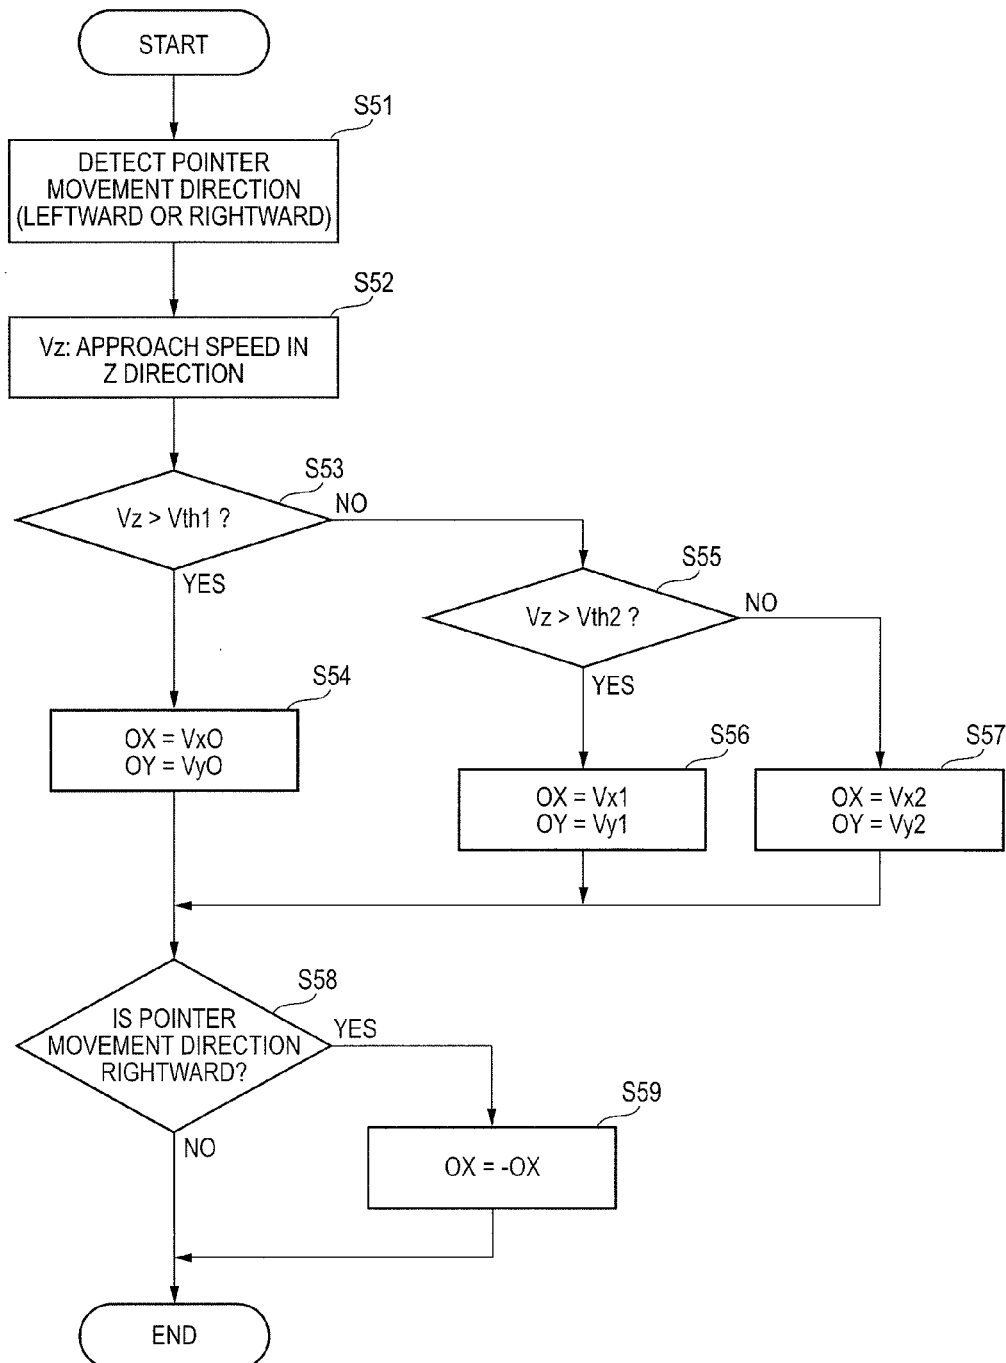 START
S51
DETECT POINTER
MOVEMENT DIRECTION
(LEFTWARD OR RIGHTWARD)
S52
Vz: APPROACH SPEED IN
Z DIRECTION
S53
Vz > Vth1 ?
NO
YES
S55
Vz > Vth2 ?
NO
YES
S54
OX = VxO
OY = VyO
S56
OX = Vx1
OY = Vy1
S57
OX = Vx2
OY = Vy2
S58
IS POINTER
MOVEMENT DIRECTION
RIGHTWARD?
YES
NO
S59
OX = -OX
END